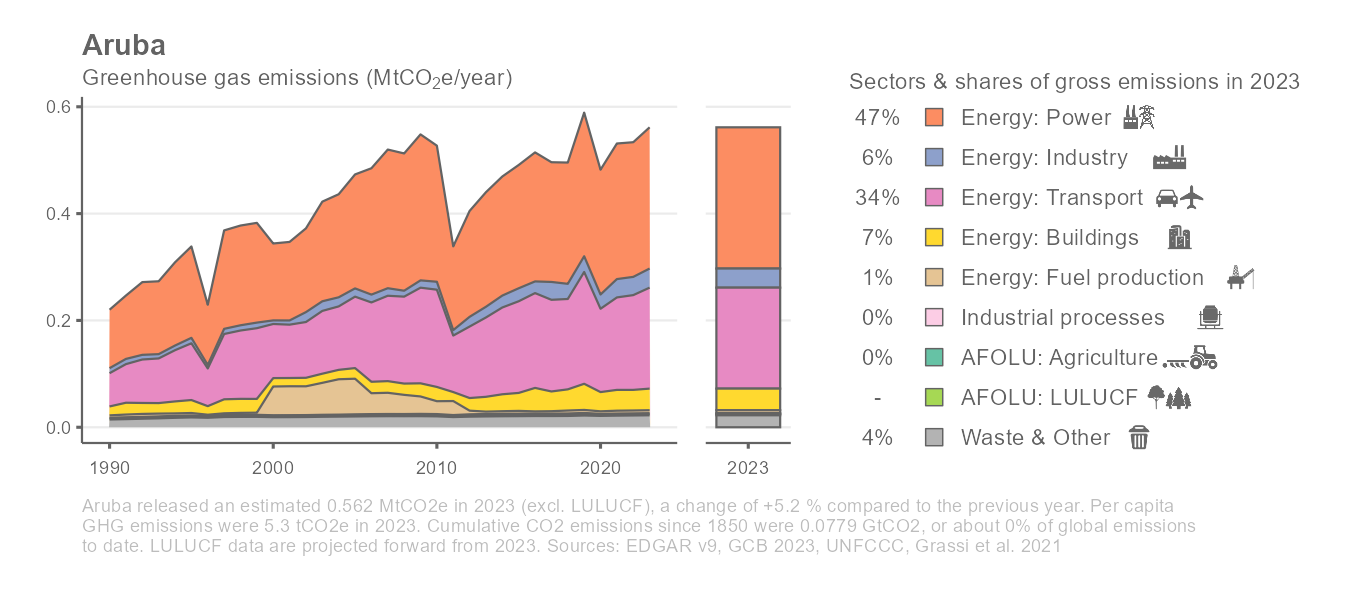 Aruba
Greenhouse gas emissions (MtCO2e/year)
0.6
0.4
0.2
0.0
1990
2000
2010
2020
2023
Sectors & shares of gross emissions in 2023
47% Energy: Power
6% Energy: Industry
34% Energy: Transport
7% Energy: Buildings
1% Energy: Fuel production
0% Industrial processes
0% AFOLU: Agriculture
- AFOLU: LULUCF
4% Waste & Other
Aruba released an estimated 0.562 MtCO2e in 2023 (excl. LULUCF), a change of +5.2 % compared to the previous year. Per capita
GHG emissions were 5.3 tCO2e in 2023. Cumulative CO2 emissions since 1850 were 0.0779 GtCO2, or about 0% of global emissions
to date. LULUCF data are projected forward from 2023. Sources: EDGAR v9, GCB 2023, UNFCCC, Grassi et al. 2021